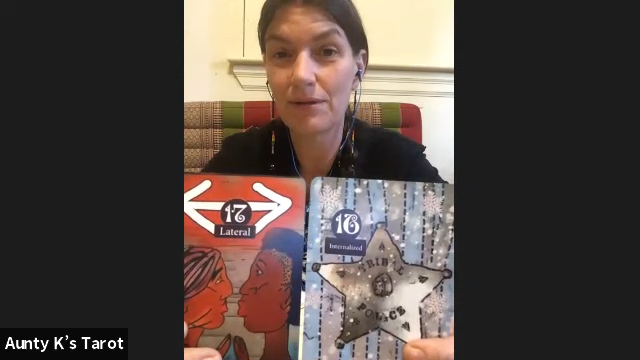 17
Lateral
16
Internalized
TRIBAL
POLICE
Aunty K's Tarot